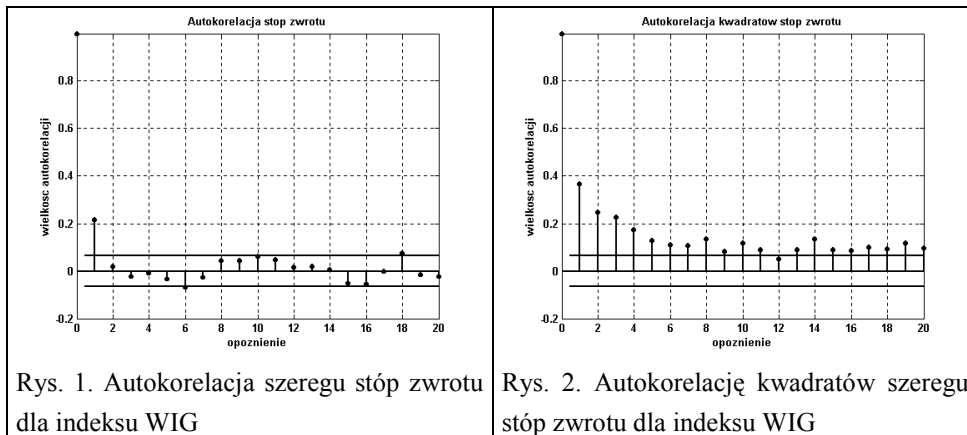 Autokorelacja stop zwrotu
wielkosc autokorelacji
0.8
0.6
0.4
0.2
0
-0.2
0 2 4 6 8 10 12 14 16 18 20
opoznienie
Rys. 1. Autokorelacja szeregu stóp zwrotu
dla indeksu WIG
Autokorelacja kwadratow stop zwrotu
wielkosc autokorelacji
0.8
0.6
0.4
0.2
0
-0.2
0 2 4 6 8 10 12 14 16 18 20
opoznienie
Rys. 2. Autokorelację kwadratów szeregu
stóp zwrotu dla indeksu WIG